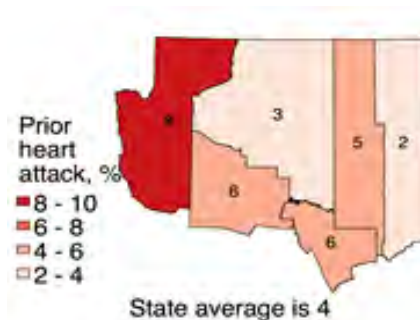 3
5
2
6
6
Prior
heart
attack, %
8 - 10
6 - 8
4 - 6
2 - 4
State average is 4